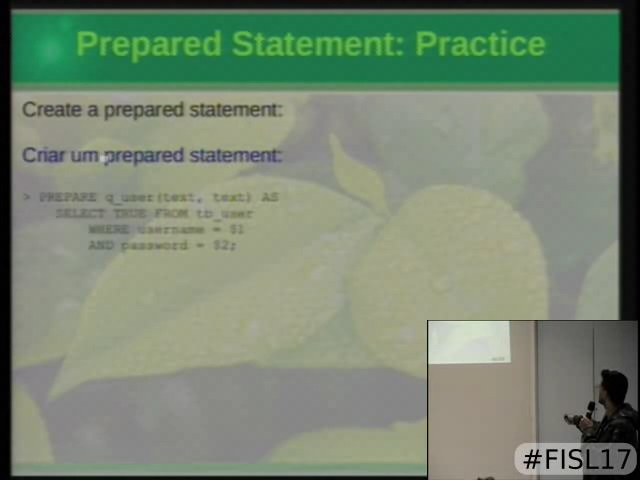 Prepared Statement: Practice
Create a prepared statement:
Criar um prepared statement:
> PREPARE q_user(text, text) AS
SELECT TRUE FROM tb_user
WHERE username = $1
AND password = $2;
#FISL17